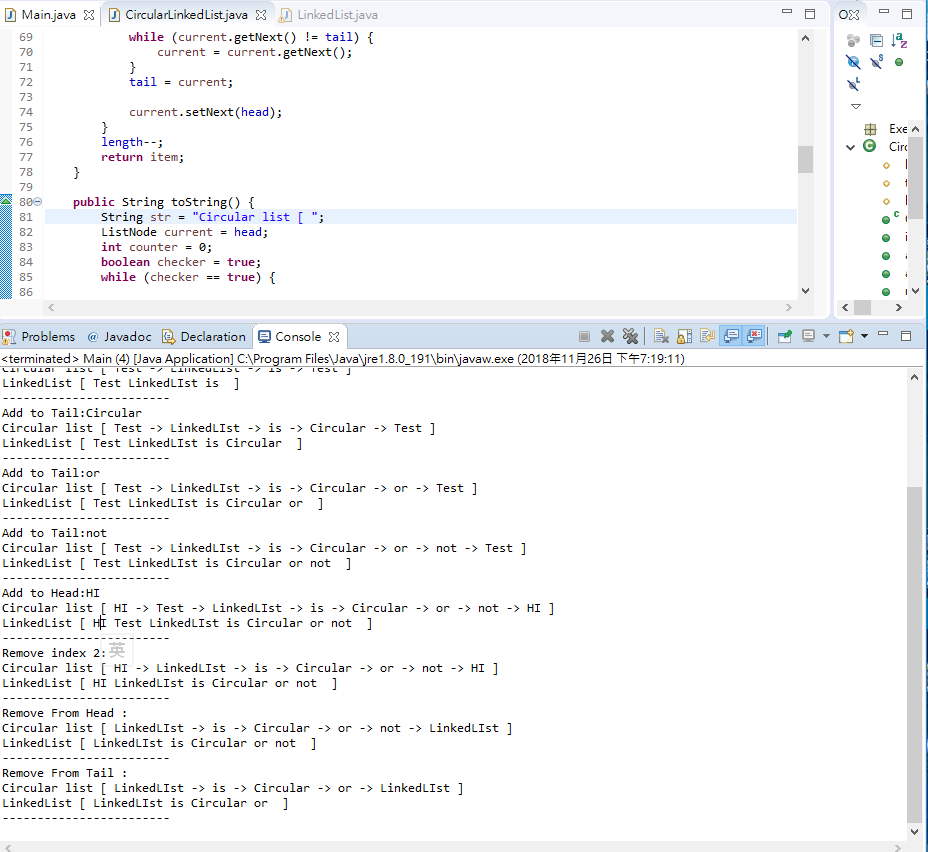 Main.java
CircularLinkedList.java
LinkedList.java
69 while (current.getNext() != tail) {
70 current = current.getNext();
71 }
72 tail = current;
73
74 current.setNext(head);
75 }
76 length--;
77 return item;
78 }
79
80 public String toString() {
81 String str = "Circular list [ ";
82 ListNode current = head;
83 int counter = 0;
84 boolean checker = true;
85 while (checker == true) {
86
Exe
Circ
Problems @ Javadoc Declaration Console
<terminated> Main (4) [Java Application] C:\Program Files\Java\jre1.8.0_191\bin\javaw.exe (2018年11月26日 下午7:19:11)
Circular list [ Test -> LinkedLIst -> is -> Test ]
LinkedList [ Test LinkedLIst is  ]
------------------------
Add to Tail:Circular
Circular list [ Test -> LinkedLIst -> is -> Circular -> Test ]
LinkedList [ Test LinkedLIst is Circular  ]
------------------------
Add to Tail:or
Circular list [ Test -> LinkedLIst -> is -> Circular -> or -> Test ]
LinkedList [ Test LinkedLIst is Circular or  ]
------------------------
Add to Tail:not
Circular list [ Test -> LinkedLIst -> is -> Circular -> or -> not -> Test ]
LinkedList [ Test LinkedLIst is Circular or not  ]
------------------------
Add to Head:HI
Circular list [ HI -> Test -> LinkedLIst -> is -> Circular -> or -> not -> HI ]
LinkedList [ HI Test LinkedLIst is Circular or not  ]
------------------------
Remove index 2:
英
Circular list [ HI -> LinkedLIst -> is -> Circular -> or -> not -> HI ]
LinkedList [ HI LinkedLIst is Circular or not  ]
------------------------
Remove From Head :
Circular list [ LinkedLIst -> is -> Circular -> or -> not -> LinkedLIst ]
LinkedList [ LinkedLIst is Circular or not  ]
------------------------
Remove From Tail :
Circular list [ LinkedLIst -> is -> Circular -> or -> LinkedLIst ]
LinkedList [ LinkedLIst is Circular or  ]
------------------------